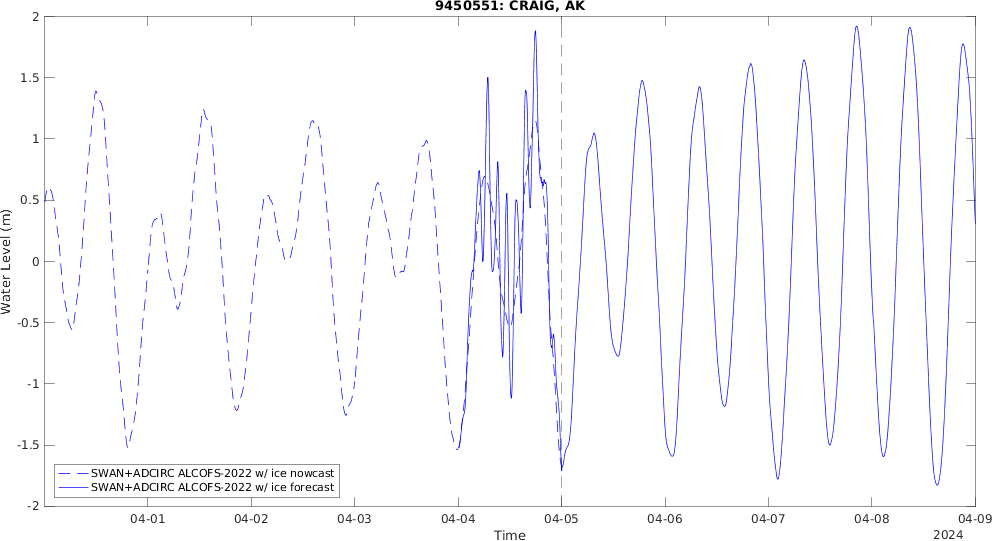 9450551: CRAIG, AK
Water Level (m)
2
1.5
1
0.5
0
-0.5
-1
-1.5
-2
SWAN+ADCIRC ALCOFS-2022 w/ ice nowcast
SWAN+ADCIRC ALCOFS-2022 w/ ice forecast
04-01 04-02 04-03 04-04 04-05 04-06 04-07 04-08 04-09
Time
2024